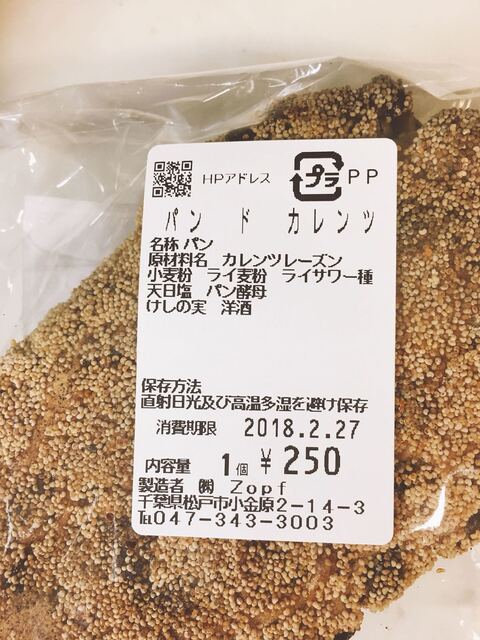 HPアドレス プラ PP
パン ド カレンツ
名称 パン
原材料名 カレンツレーズン
小麦粉 ライ麦粉 ライサワー種
天日塩 パン酵母
けしの実 洋酒
保存方法
直射日光及び高温多湿を避け保存
消費期限 2018.2.27
内容量 1個 ¥250
製造者 ㈱ Zopf
千葉県松戸市小金原2-14-3
℡047-343-3003